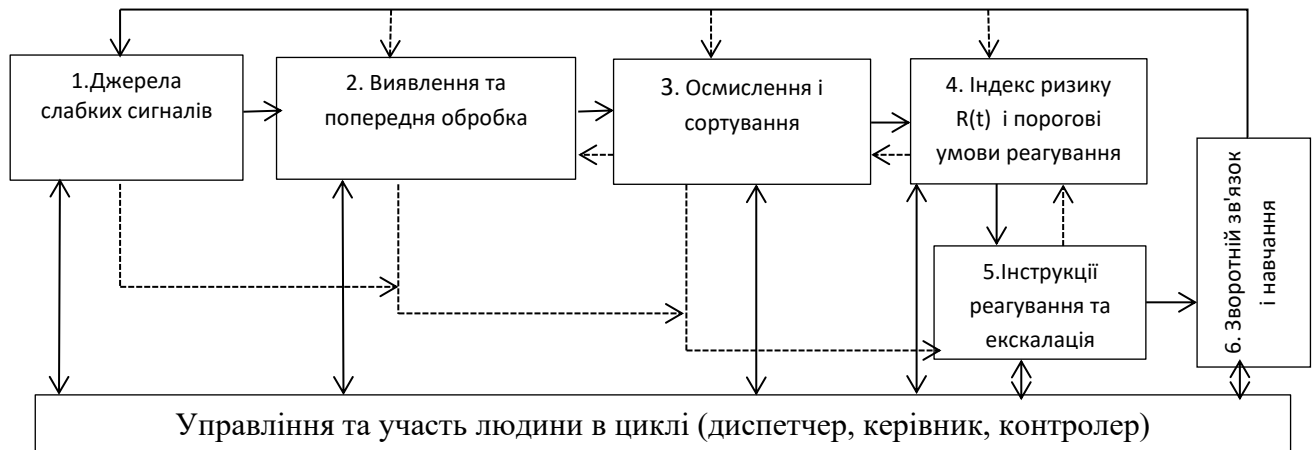 1.Джерела
слабких сигналів
2. Виявлення та
попередня обробка
3. Осмислення і
сортування
4. Індекс ризику
R(t) і порогові
умови реагування
5.Інструкції
реагування та
екскалація
6. Зворотній зв'язок
і навчання
Управління та участь людини в циклі (диспетчер, керівник, контролер)